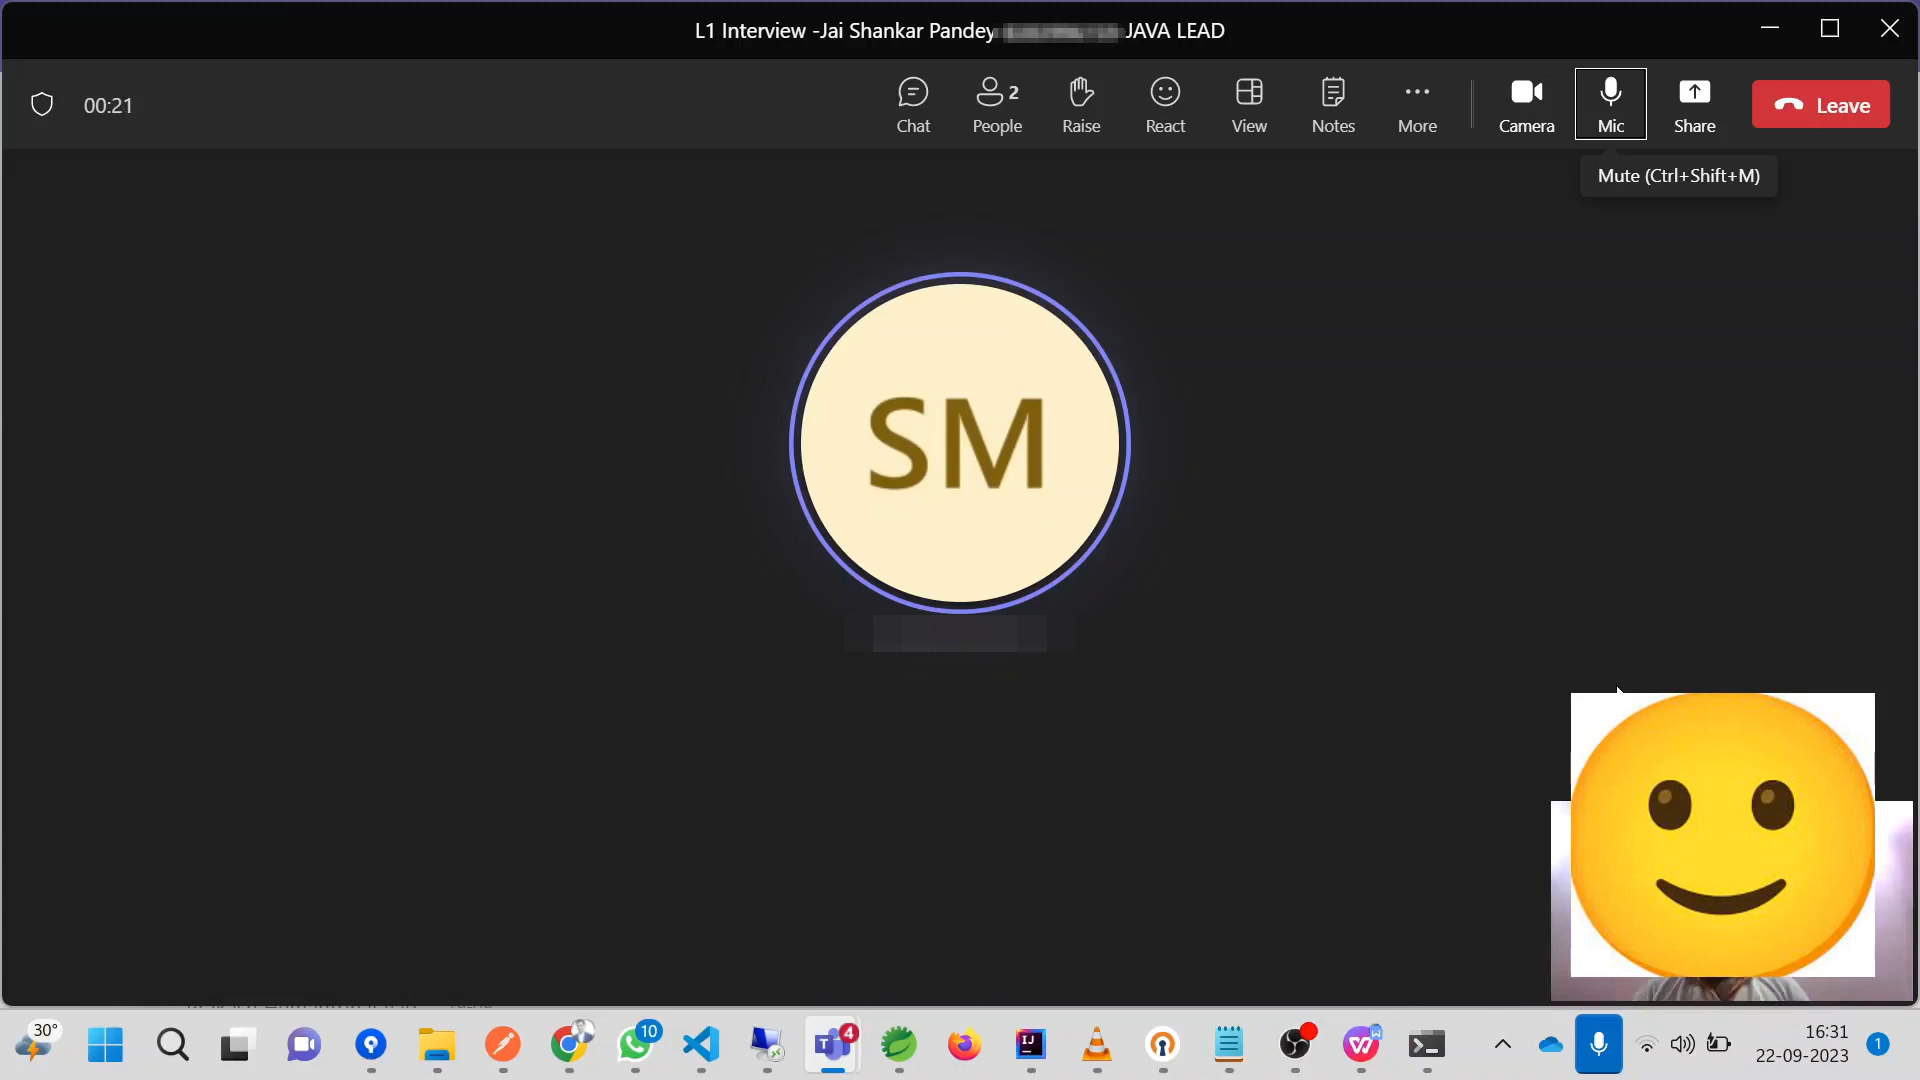 L1 Interview -Jai Shankar Pandey JAVA LEAD
00:21
Chat
People 2
Raise
React
View
Notes
More
Camera
Mic
Share
Leave
Mute (Ctrl+Shift+M)
SM
30°
10
4
IJ
W
16:31
22-09-2023
1